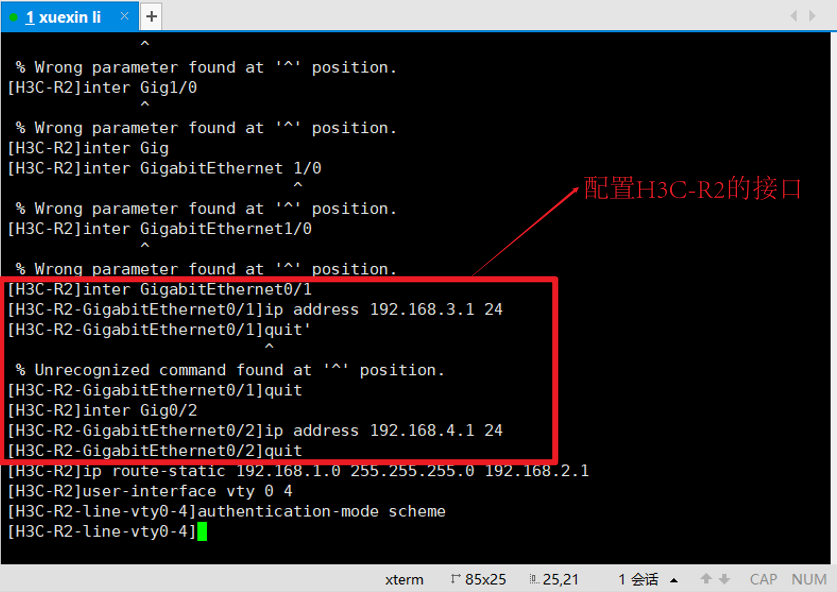 1 xuexin li × +
^
% Wrong parameter found at '^' position.
[H3C-R2]inter Gig1/0
^
% Wrong parameter found at '^' position.
[H3C-R2]inter Gig
[H3C-R2]inter GigabitEthernet 1/0
^
% Wrong parameter found at '^' position.
[H3C-R2]inter GigabitEthernet1/0
^
% Wrong parameter found at '^' position.
配置H3C-R2的接口
[H3C-R2]inter GigabitEthernet0/1
[H3C-R2-GigabitEthernet0/1]ip address 192.168.3.1 24
[H3C-R2-GigabitEthernet0/1]quit'
^
% Unrecognized command found at '^' position.
[H3C-R2-GigabitEthernet0/1]quit
[H3C-R2]inter Gig0/2
[H3C-R2-GigabitEthernet0/2]ip address 192.168.4.1 24
[H3C-R2-GigabitEthernet0/2]quit
[H3C-R2]ip route-static 192.168.1.0 255.255.255.0 192.168.2.1
[H3C-R2]user-interface vty 0 4
[H3C-R2-line-vty0-4]authentication-mode scheme
[H3C-R2-line-vty0-4]
xterm 85x25 25,21 1 会话 CAP NUM